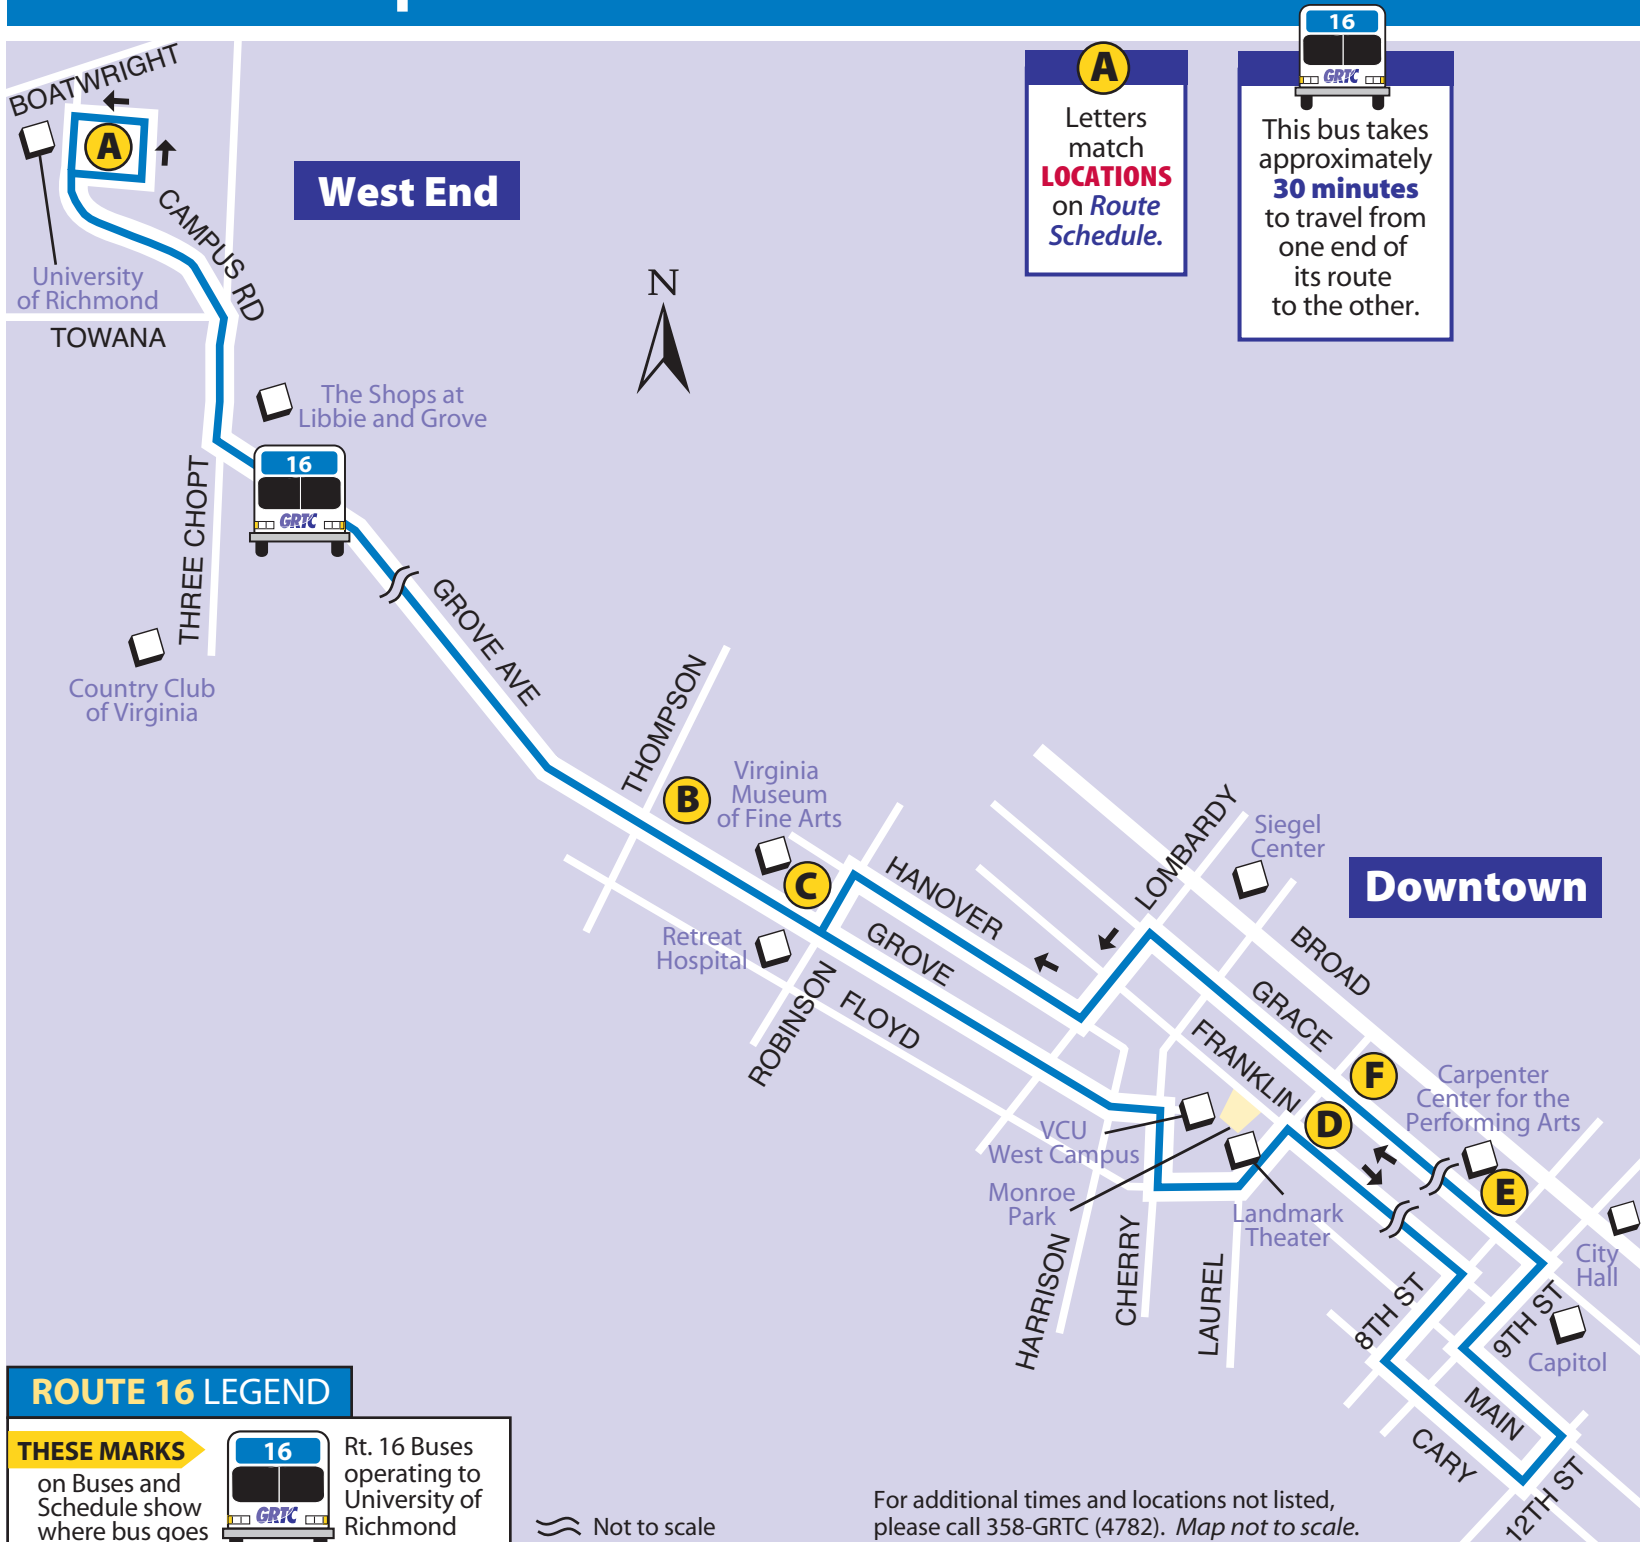 16
GRTC
A
Letters
match
LOCATIONS
on Route
Schedule.
This bus takes
approximately
30 minutes
to travel from
one end of
its route
to the other.
BOATWRIGHT
A
CAMPUS RD
West End
University
of Richmond
TOWANA
N
The Shops at
Libbie and Grove
16
GRTC
THREE CHOPT
GROVE AVE
Country Club
of Virginia
THOMPSON
B
Virginia
Museum
of Fine Arts
C
HANOVER
LOMBARDY
Siegel
Center
Downtown
Retreat
Hospital
GROVE
BROAD
ROBINSON
FLOYD
GRACE
FRANKLIN
F
D
Carpenter
Center for the
Performing Arts
E
VCU
West Campus
Monroe
Park
Landmark
Theater
City
Hall
HARRISON
CHERRY
LAUREL
8TH ST
9TH ST
Capitol
MAIN
CARY
12TH ST
ROUTE 16 LEGEND
THESE MARKS
on Buses and
Schedule show
where bus goes
16
GRTC
Rt. 16 Buses
operating to
University of
Richmond
Not to scale
For additional times and locations not listed,
please call 358-GRTC (4782). Map not to scale.